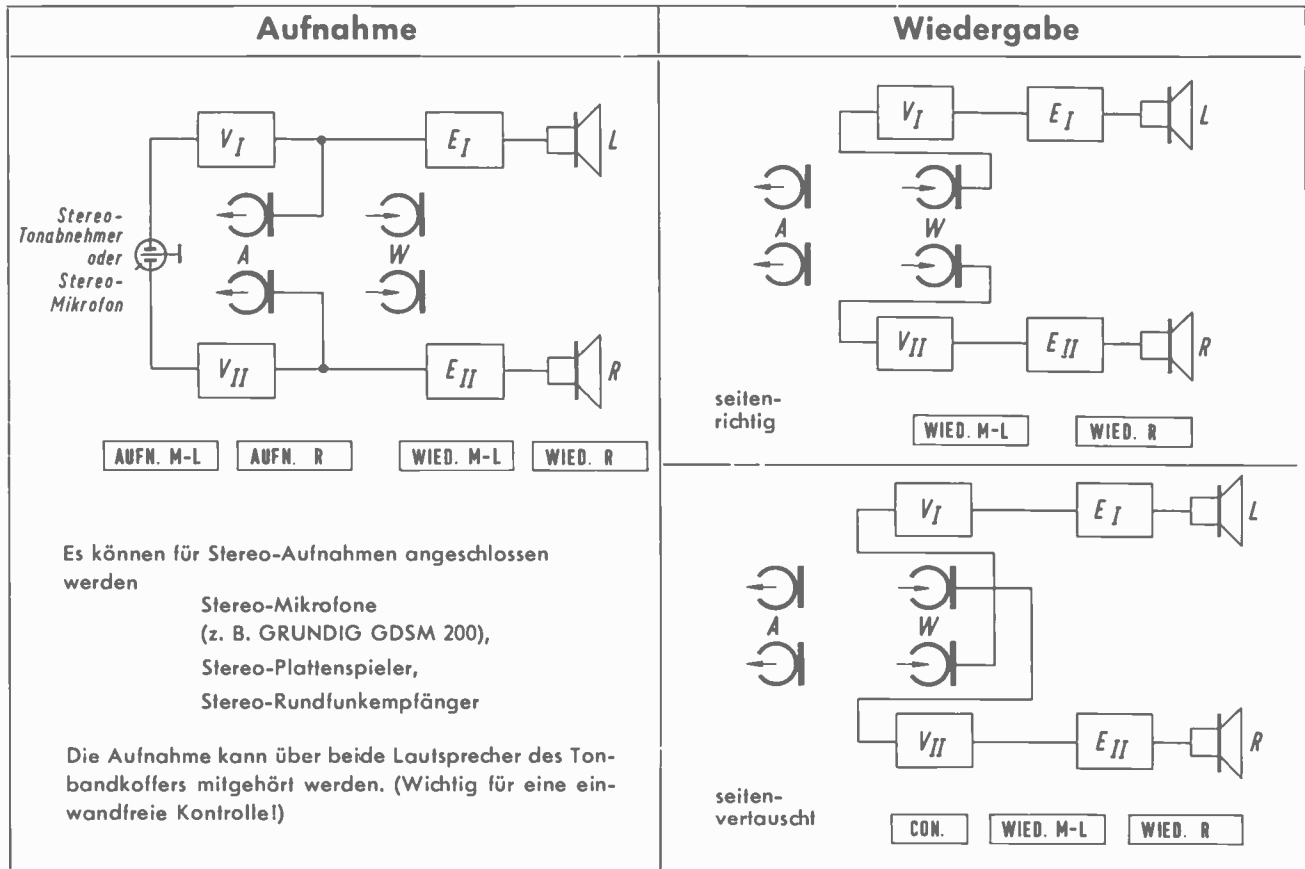 Aufnahme
V_I
E_I
L
Stereo-
Tonabnehmer
oder
Stereo-
Mikrofon
A
W
V_II
E_II
R
AUFN. M-L
AUFN. R
WIED. M-L
WIED. R
Es können für Stereo-Aufnahmen angeschlossen
werden
Stereo-Mikrofone
(z. B. GRUNDIG GDSM 200),
Stereo-Plattenspieler,
Stereo-Rundfunkempfänger
Die Aufnahme kann über beide Lautsprecher des Ton-
bandkoffers mitgehört werden. (Wichtig für eine ein-
wandfreie Kontrolle!)
Wiedergabe
V_I
E_I
L
A
W
V_II
E_II
R
seiten-
richtig
WIED. M-L
WIED. R
V_I
E_I
L
A
W
V_II
E_II
R
seiten-
vertauscht
CON.
WIED. M-L
WIED. R